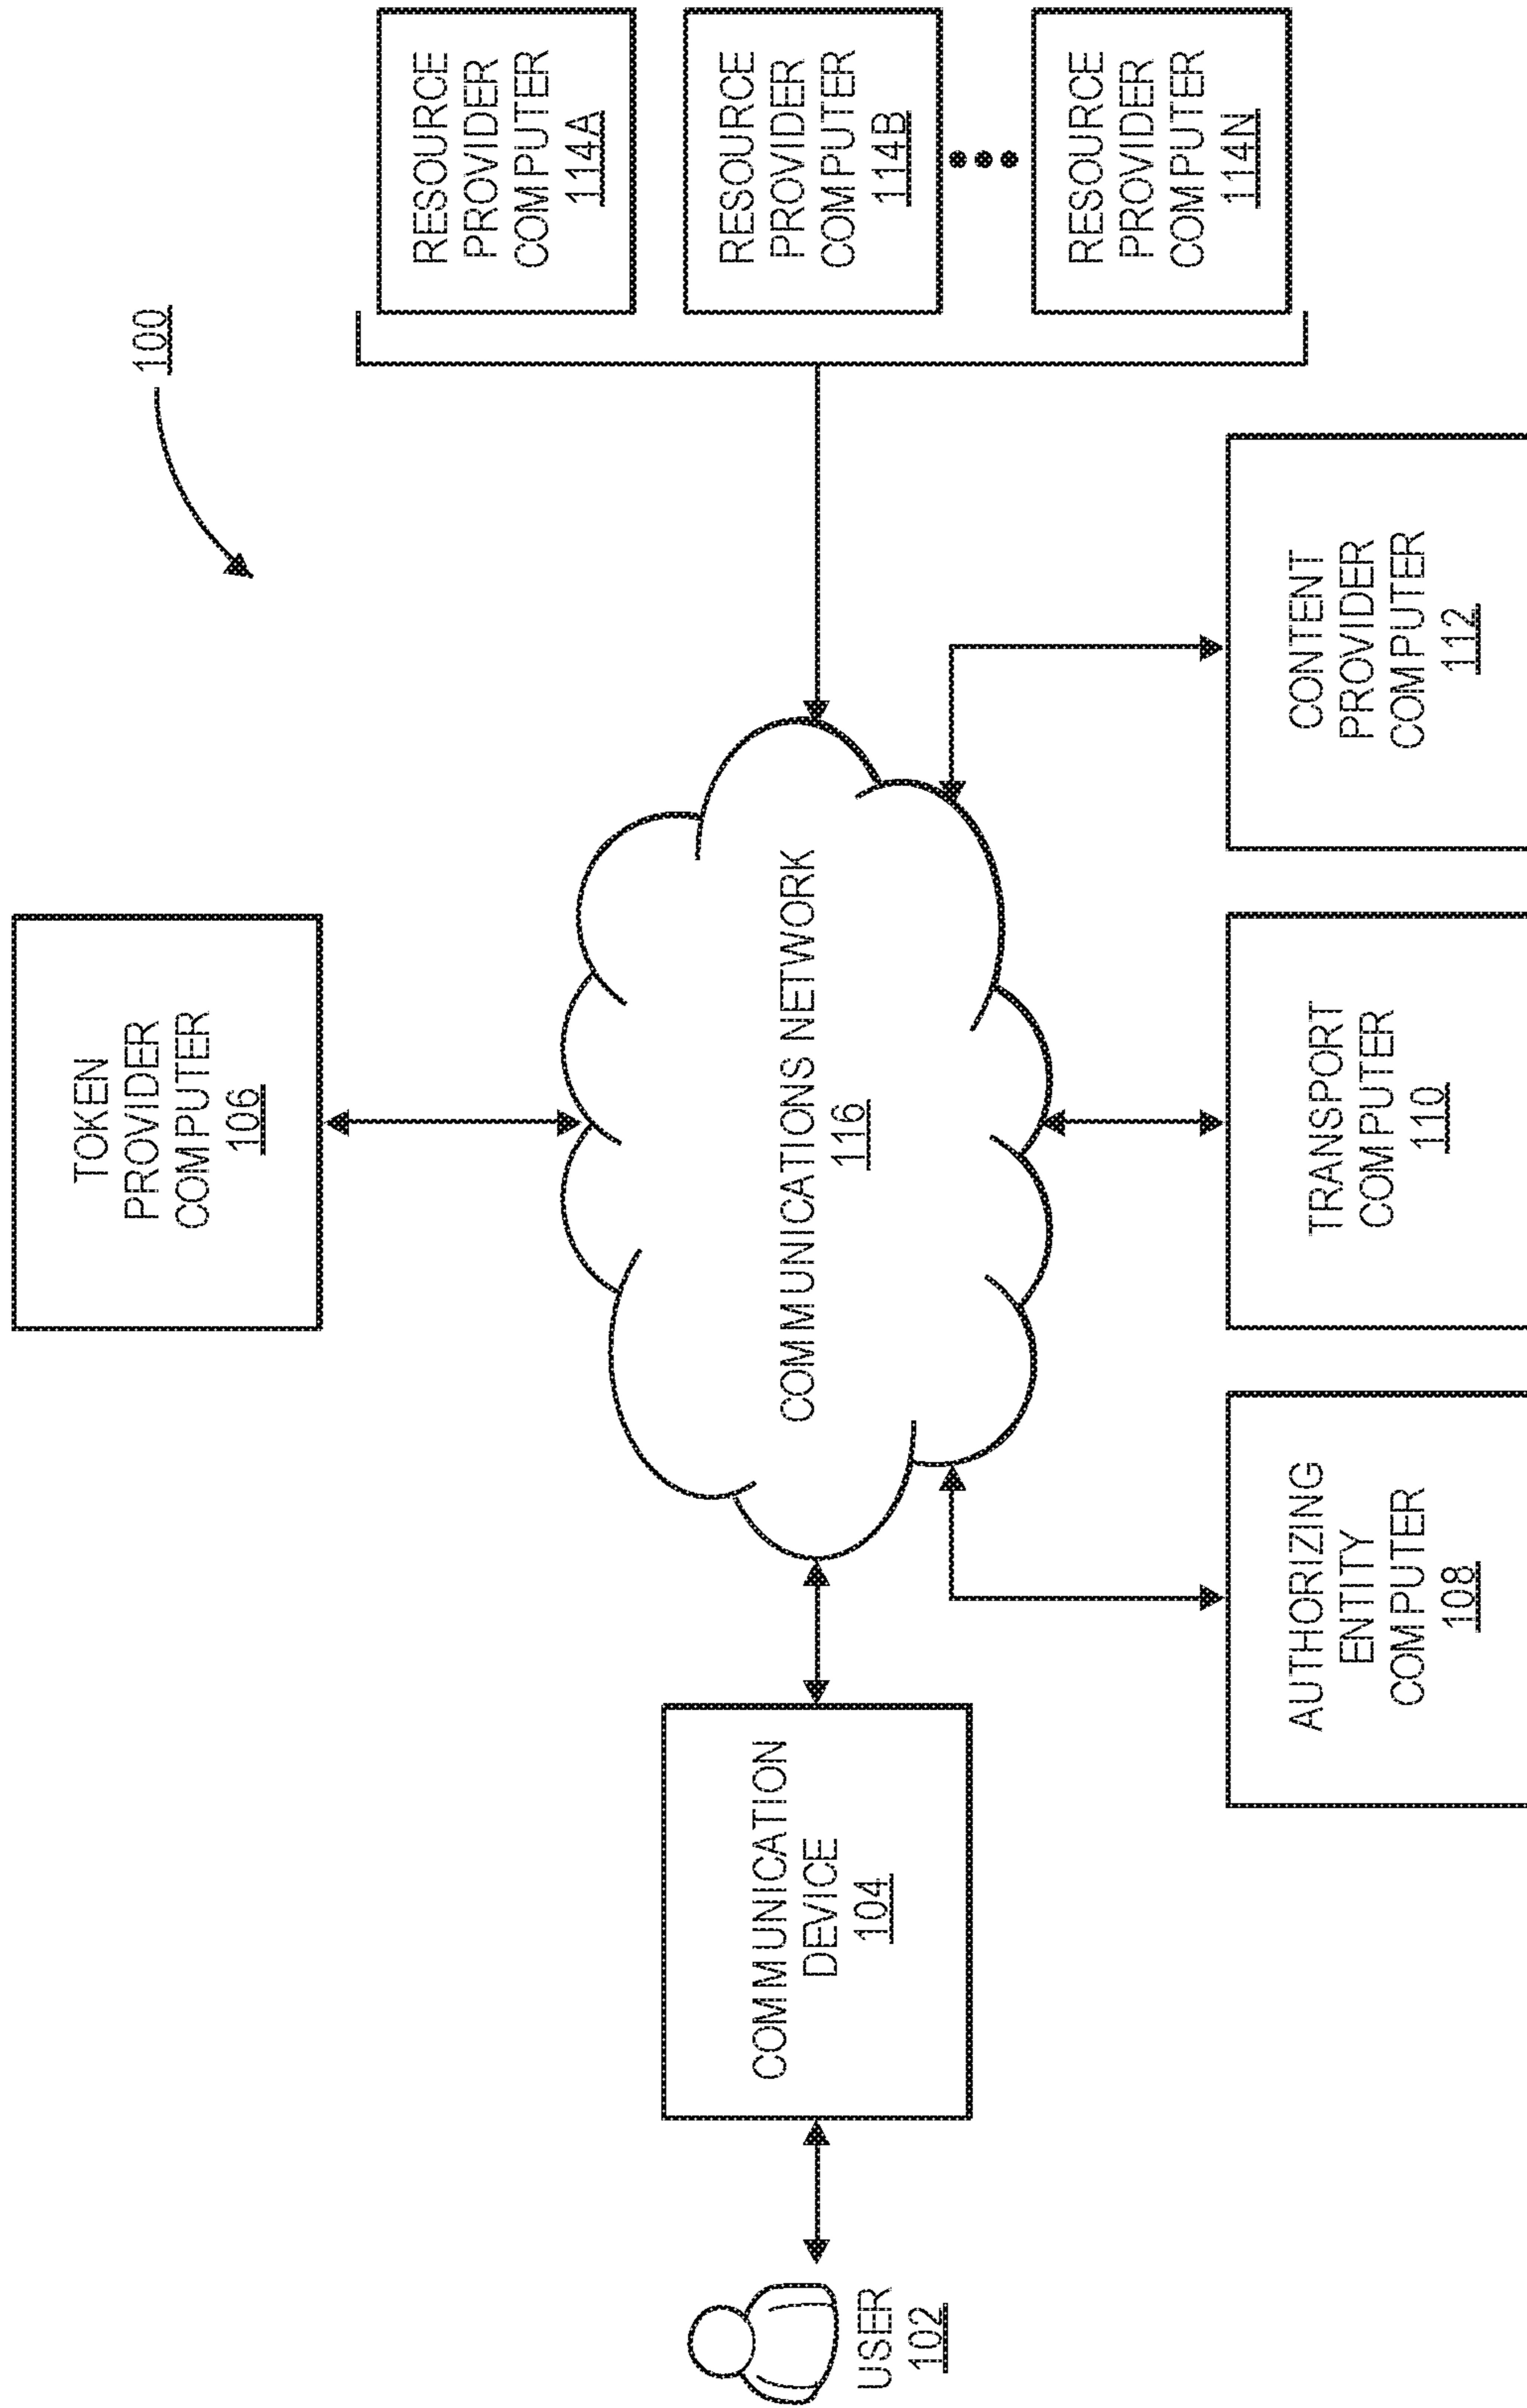 100
TOKEN
PROVIDER
COMPUTER
106
RESOURCE
PROVIDER
COMPUTER
114A
RESOURCE
PROVIDER
COMPUTER
114B
RESOURCE
PROVIDER
COMPUTER
114N
USER
102
COMMUNICATION
DEVICE
104
COMMUNICATIONS NETWORK
116
AUTHORIZING
ENTITY
COMPUTER
108
TRANSPORT
COMPUTER
110
CONTENT
PROVIDER
COMPUTER
112